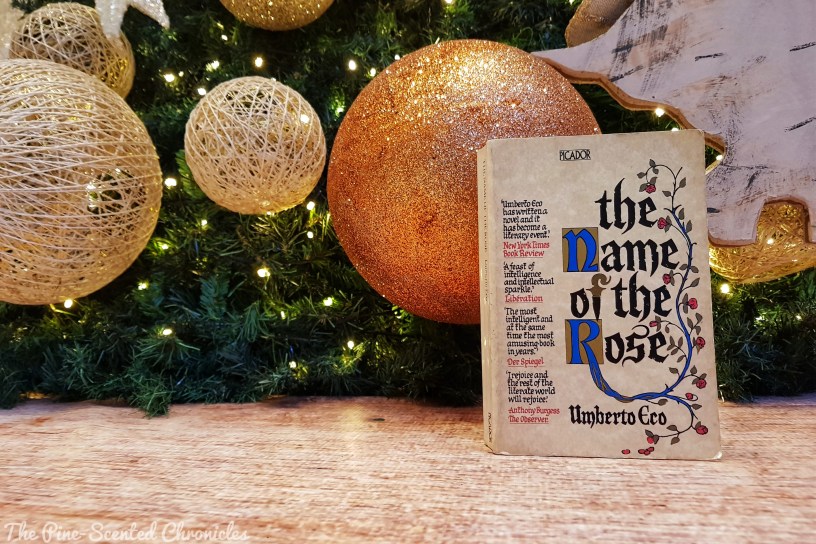 PICADOR
'Umberto Eco
has written a
novel and it
has become a
literary event.'
New York Times
Book Review
'A feast of
intelligence
and intellectual
sparkle.'
Libération
'The most
intelligent and
at the same
time the most
amusing book
in years.'
Der Spiegel
'I rejoice and
the rest of the
literate world
will rejoice.'
-Anthony Burgess
The Observer
the
Name
of the
Rose
Umberto Eco
The Pine-Scented Chronicles